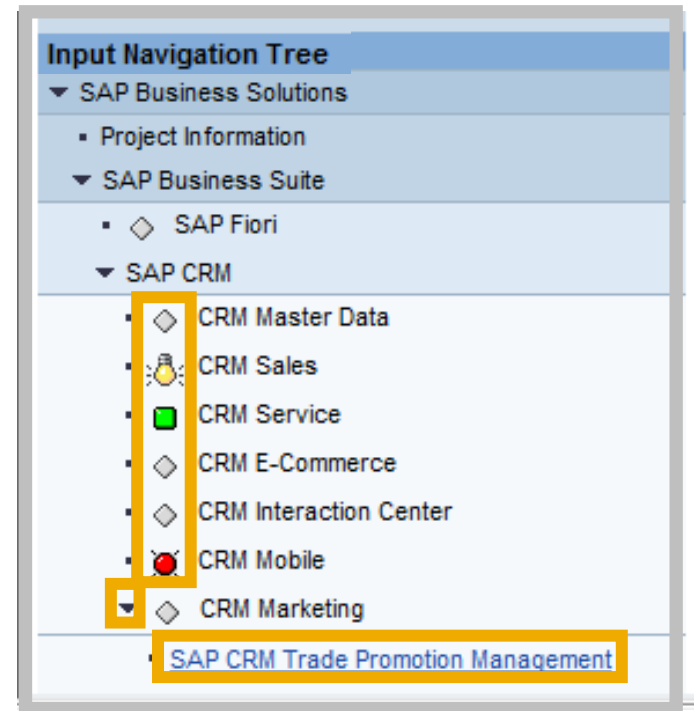 Input Navigation Tree
SAP Business Solutions
Project Information
SAP Business Suite
SAP Fiori
SAP CRM
CRM Master Data
CRM Sales
CRM Service
CRM E-Commerce
CRM Interaction Center
CRM Mobile
CRM Marketing
SAP CRM Trade Promotion Management